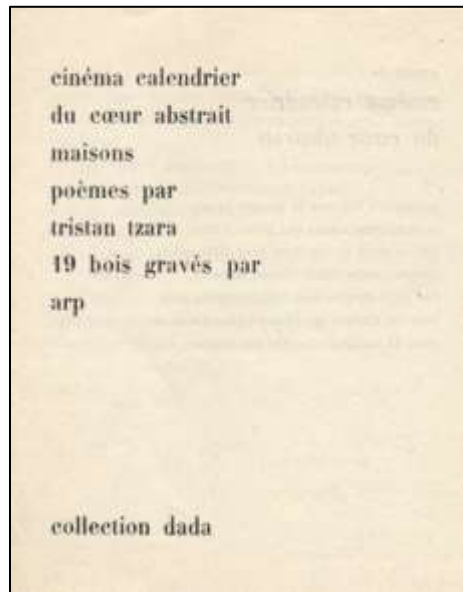 cinéma calendrier
du cœur abstrait
maisons
poèmes par
tristan tzara
19 bois gravés par
arp
collection dada